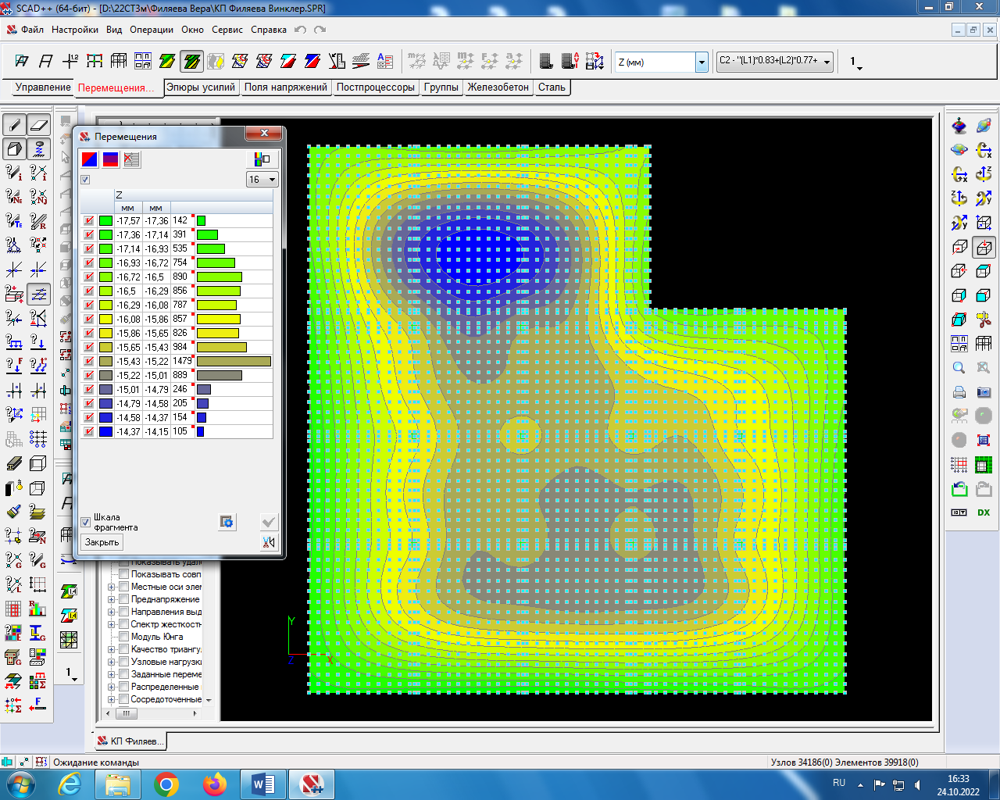 SCAD++ (64-бит) - [D:\22СТ3м\Филяева Вера\КП Филяева Винклер.SPR]
Файл Настройки Вид Операции Окно Сервис Справка
Z (мм) C2 - "(L1)*0.83+(L2)*0.77+ 1
Управление Перемещения... Эпюры усилий Поля напряжений Постпроцессоры Группы Железобетон Сталь
Перемещения
16
Z
мм мм
-17,57 -17,36 142
-17,36 -17,14 391
-17,14 -16,93 535
-16,93 -16,72 754
-16,72 -16,5 890
-16,5 -16,29 856
-16,29 -16,08 787
-16,08 -15,86 857
-15,86 -15,65 826
-15,65 -15,43 984
-15,43 -15,22 1479
-15,22 -15,01 889
-15,01 -14,79 246
-14,79 -14,58 205
-14,58 -14,37 154
-14,37 -14,15 105
Шкала
фрагмента
Закрыть
Показывать удале
Показывать совп
Местные оси элем
Преднапряжение
Направления выд
Спектр жесткост
Модуль Юнга
Качество триангу
Узловые нагрузки
Заданные переме
Распределенные
Сосредоточенные
Y
Z X
1
DX
КП Филяев...
Ожидание команды Узлов 34186(0) Элементов 39918(0)
RU 16:33
24.10.2022